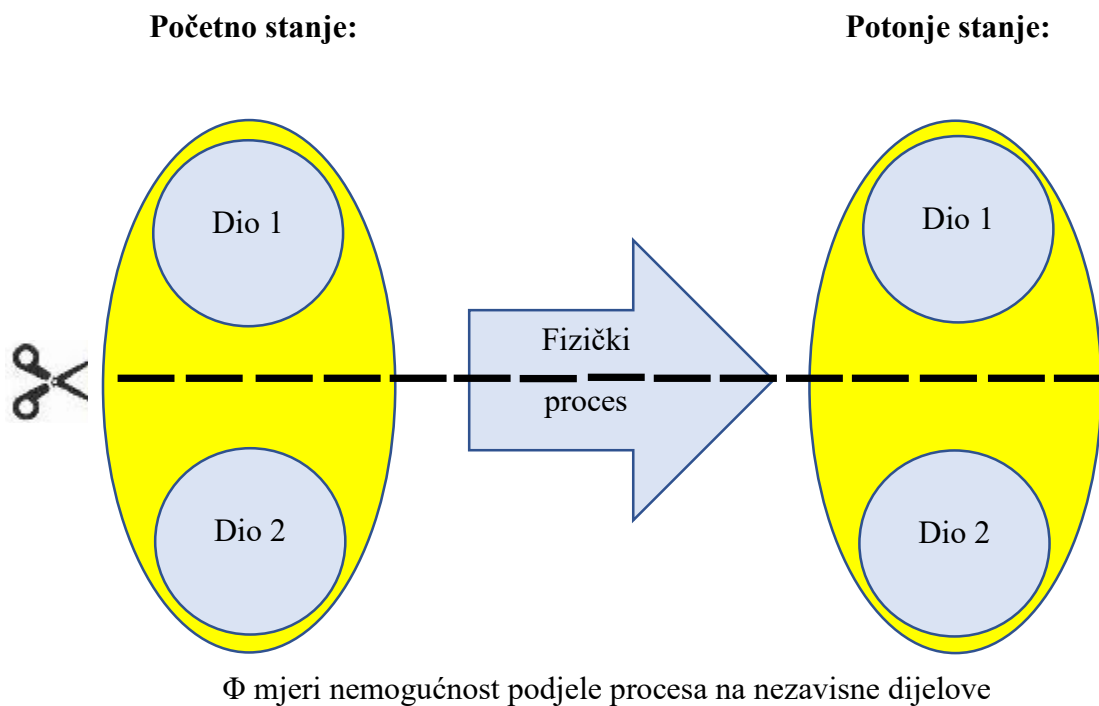 Početno stanje:
Potonje stanje:
Dio 1
Dio 1
Fizički
proces
Dio 2
Dio 2
Φ mjeri nemogućnost podjele procesa na nezavisne dijelove